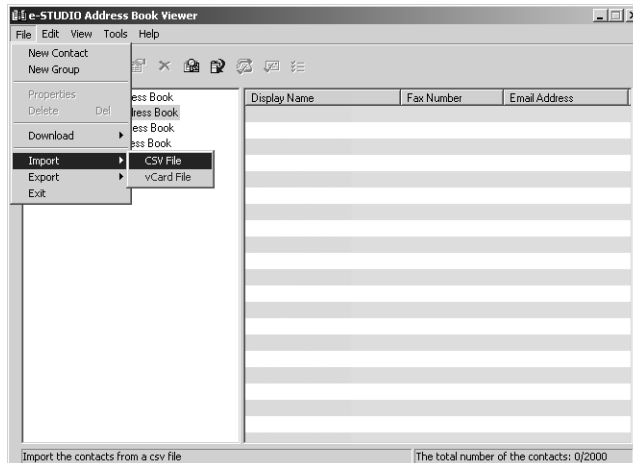 e-STUDIO Address Book Viewer
File Edit View Tools Help
New Contact
New Group
Properties
Delete Del
Download
Import
Export
Exit
CSV File
vCard File
ess Book
dress Book
ess Book
ess Book
Display Name Fax Number Email Address
Import the contacts from a csv file
The total number of the contacts: 0/2000